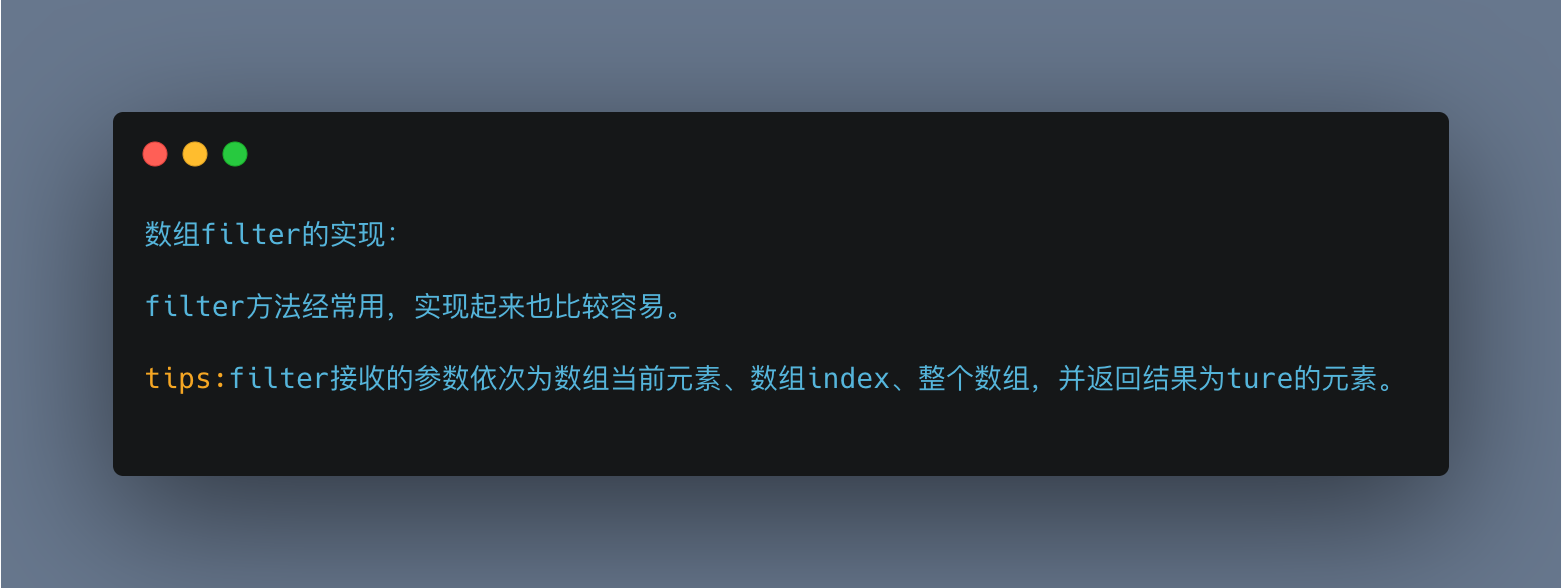 数组filter的实现：
filter方法经常用，实现起来也比较容易。
tips:filter接收的参数依次为数组当前元素、数组index、整个数组，并返回结果为ture的元素。